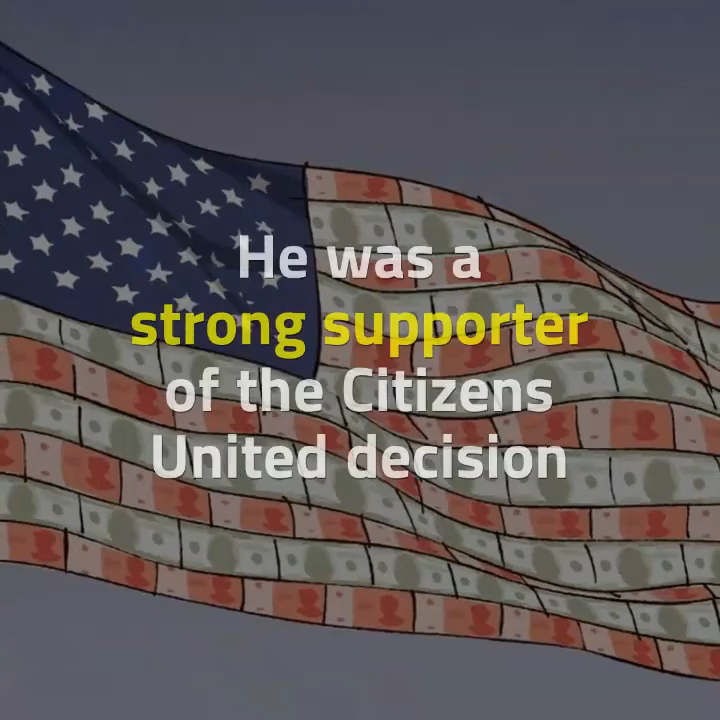 He was a
strong supporter
of the Citizens
United decision